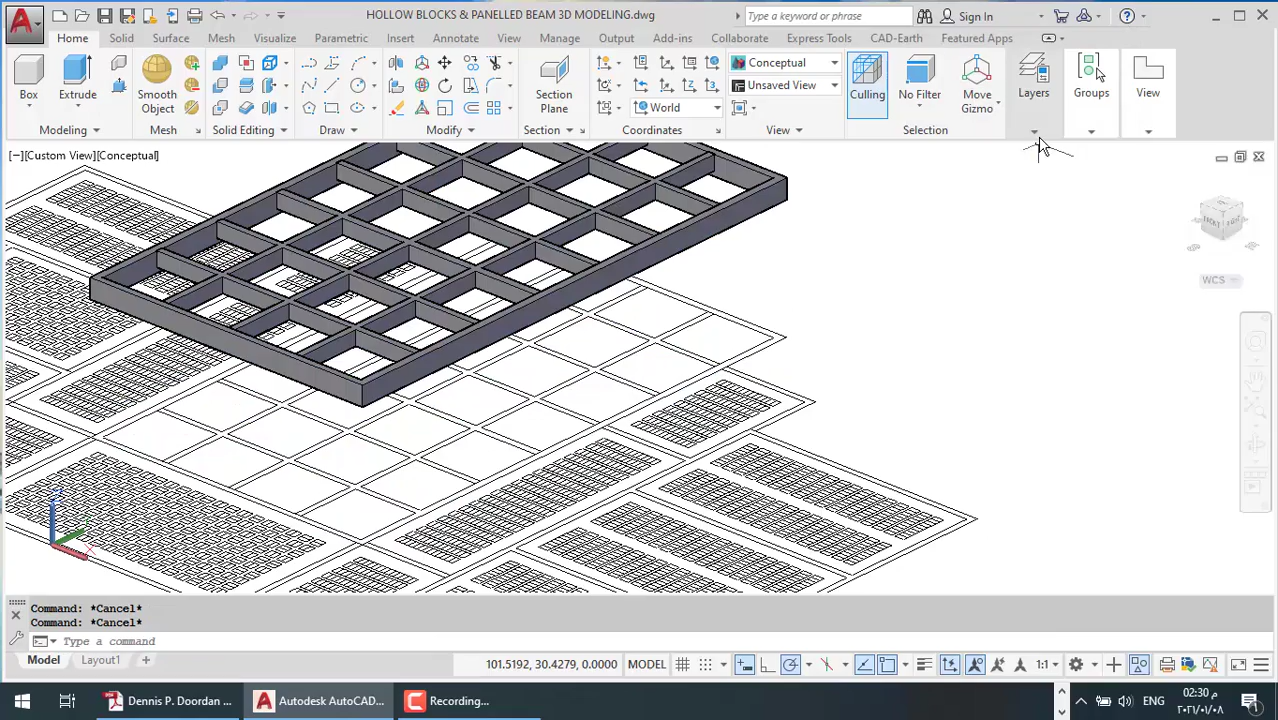 HOLLOW BLOCKS & PANELLED BEAM 3D MODELING.dwg
Type a keyword or phrase
Sign In
Home Solid Surface Mesh Visualize Parametric Insert Annotate View Manage Output Add-ins Collaborate Express Tools CAD-Earth Featured Apps
Box
Extrude
Smooth Object
Section Plane
World
Conceptual
Unsaved View
Culling
No Filter
Move Gizmo
Layers
Groups
View
Modeling
Mesh
Solid Editing
Draw
Modify
Section
Coordinates
View
Selection
[−][Custom View][Conceptual]
WCS
Command: *Cancel*
Command: *Cancel*
Type a command
Model Layout1
101.5192, 30.4279, 0.0000 MODEL
1:1
Dennis P. Doordan ...
Autodesk AutoCAD...
Recording...
ENG
02:30 م
٢٠٢١/٠١/٠٨